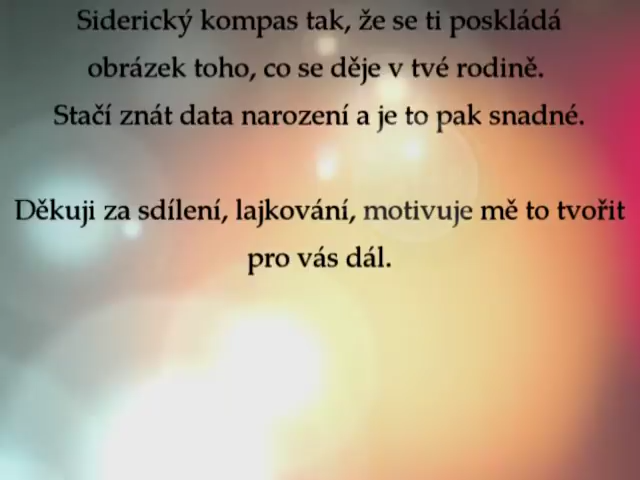 Siderický kompas tak, že se ti poskládá
obrázek toho, co se děje v tvé rodině.
Stačí znát data narození a je to pak snadné.
Děkuji za sdílení, lajkování, motivuje mě to tvořit
pro vás dál.